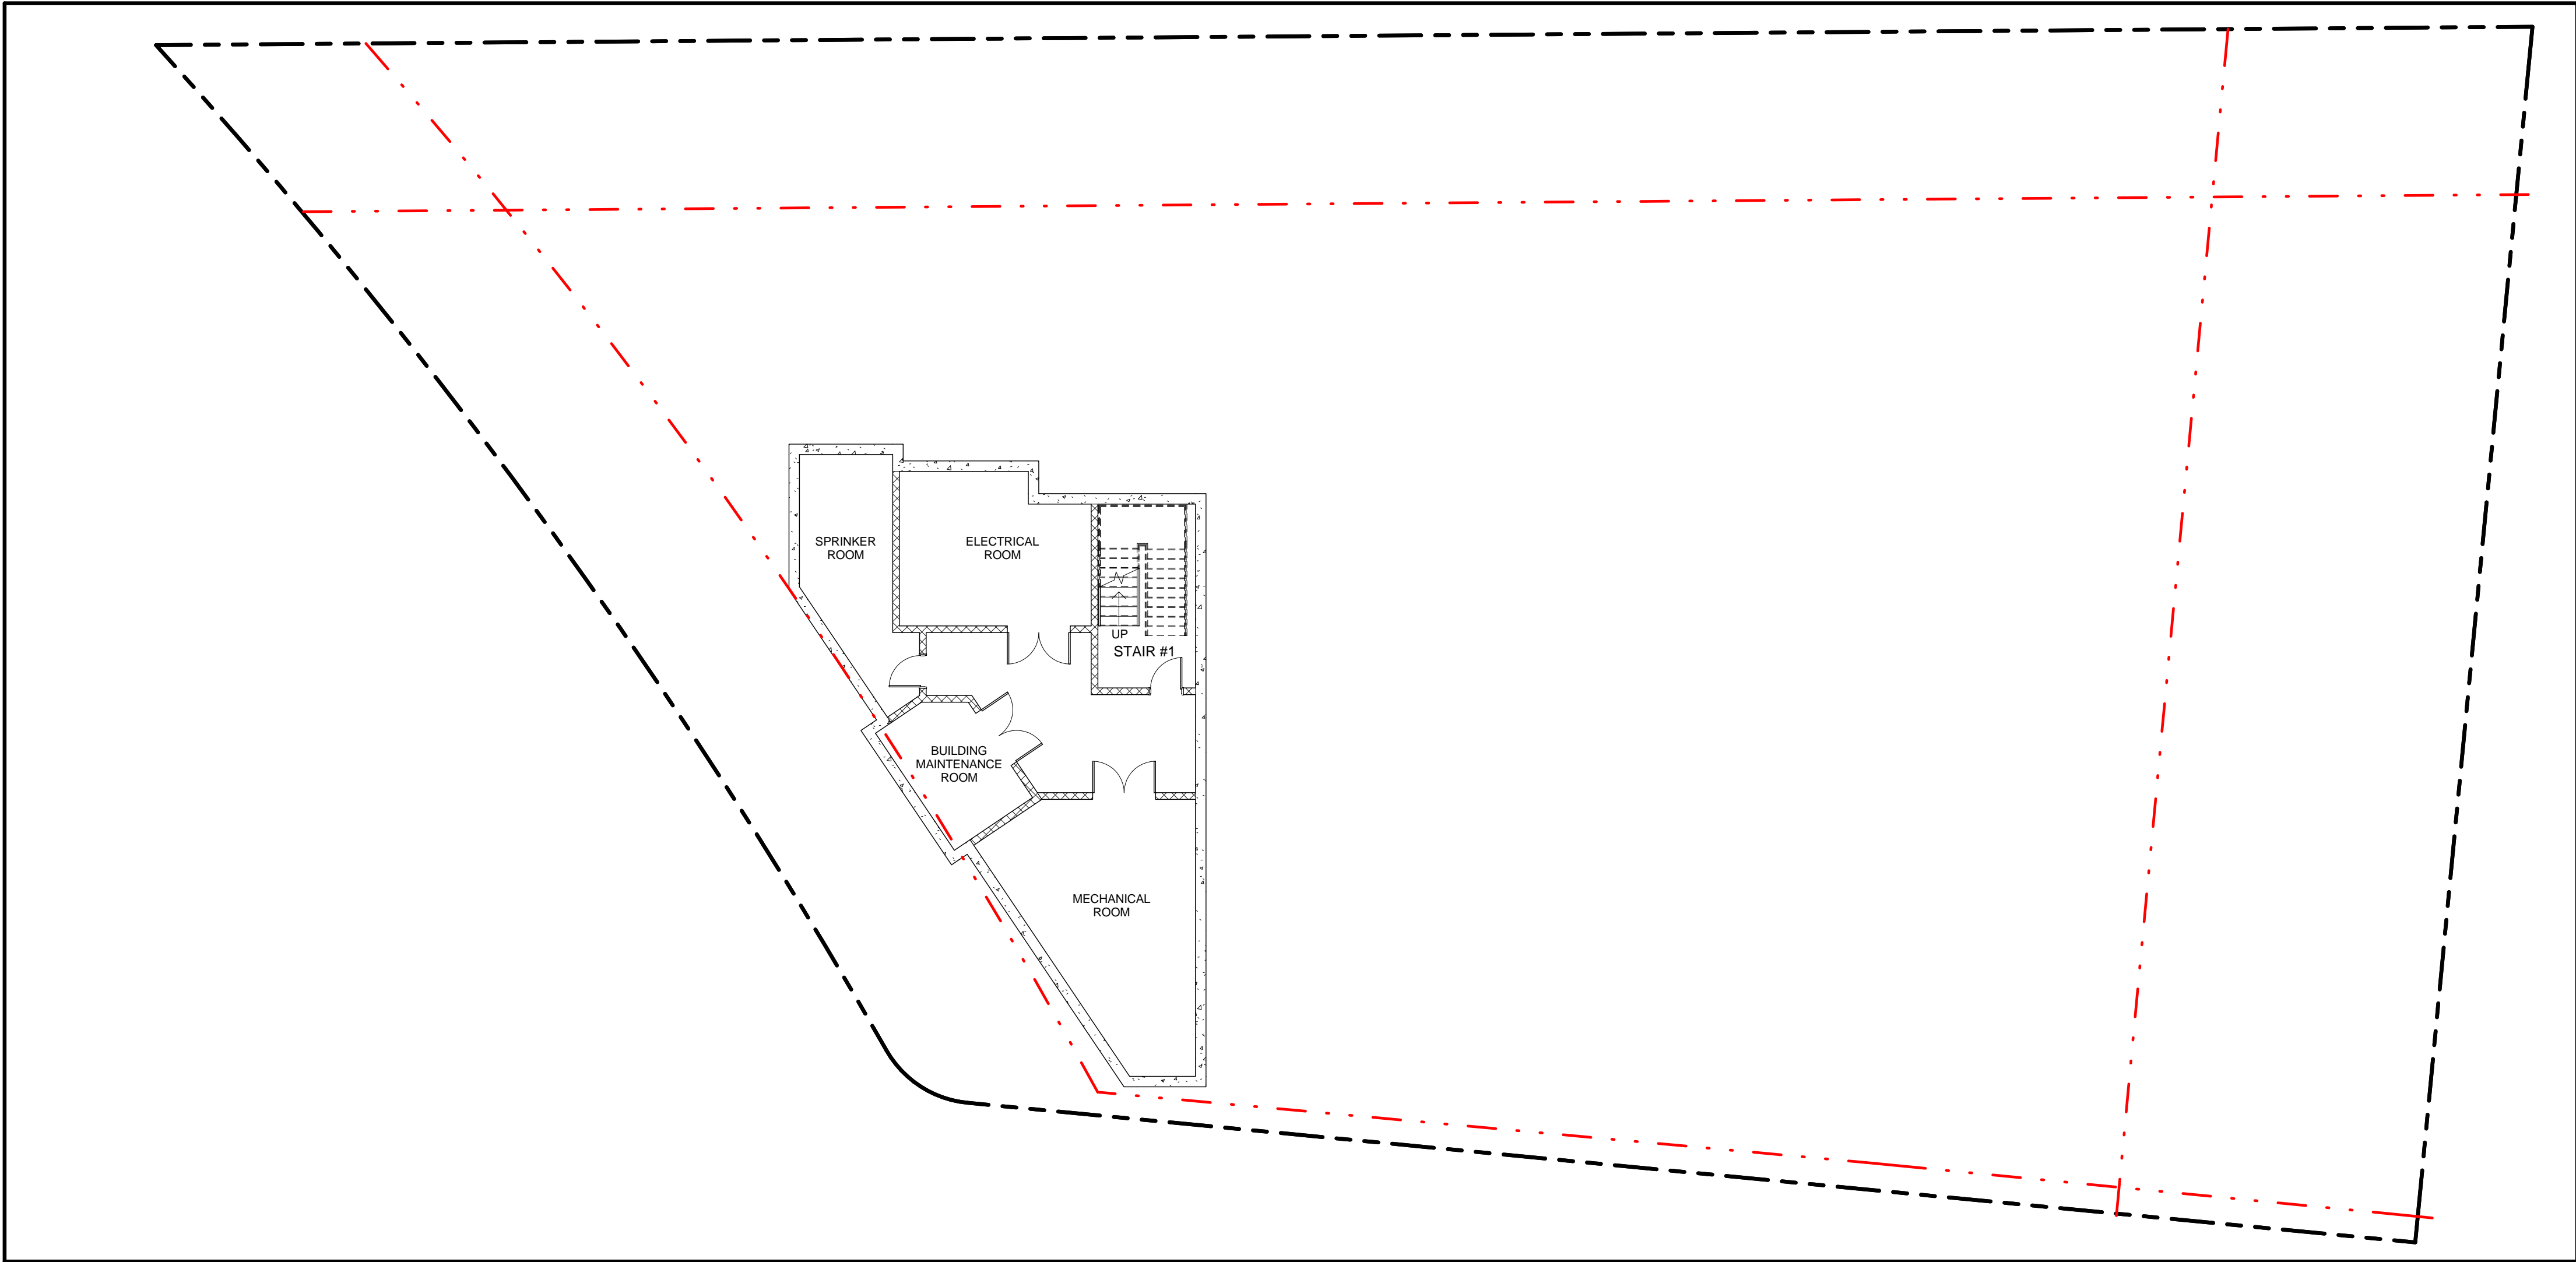 SPRINKER
ROOM
ELECTRICAL
ROOM
UP
STAIR #1
BUILDING
MAINTENANCE
ROOM
MECHANICAL
ROOM